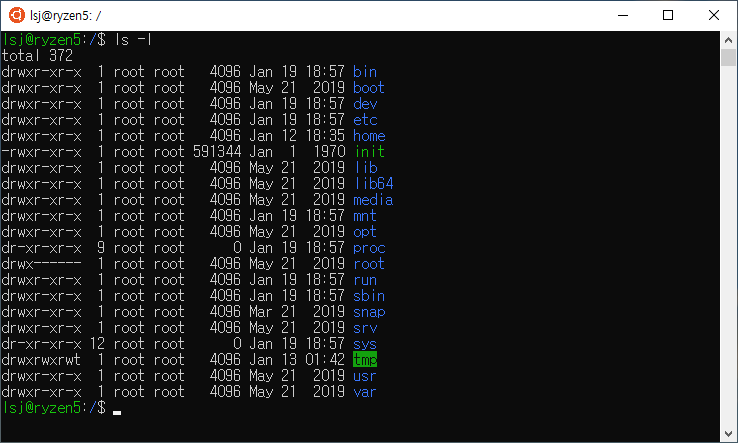 lsj@ryzen5: /
lsj@ryzen5:/$ ls -l
total 372
drwxr-xr-x  1 root root   4096 Jan 19 18:57 bin
drwxr-xr-x  1 root root   4096 May 21  2019 boot
drwxr-xr-x  1 root root   4096 Jan 19 18:57 dev
drwxr-xr-x  1 root root   4096 Jan 19 18:57 etc
drwxr-xr-x  1 root root   4096 Jan 12 18:35 home
-rwxr-xr-x  1 root root 591344 Jan  1  1970 init
drwxr-xr-x  1 root root   4096 May 21  2019 lib
drwxr-xr-x  1 root root   4096 May 21  2019 lib64
drwxr-xr-x  1 root root   4096 May 21  2019 media
drwxr-xr-x  1 root root   4096 Jan 19 18:57 mnt
drwxr-xr-x  1 root root   4096 May 21  2019 opt
dr-xr-xr-x  9 root root      0 Jan 19 18:57 proc
drwx------  1 root root   4096 May 21  2019 root
drwxr-xr-x  1 root root   4096 Jan 19 18:57 run
drwxr-xr-x  1 root root   4096 Jan 19 18:57 sbin
drwxr-xr-x  1 root root   4096 Mar 21  2019 snap
drwxr-xr-x  1 root root   4096 May 21  2019 srv
dr-xr-xr-x 12 root root      0 Jan 19 18:57 sys
drwxrwxrwt  1 root root   4096 Jan 13 01:42 tmp
drwxr-xr-x  1 root root   4096 May 21  2019 usr
drwxr-xr-x  1 root root   4096 May 21  2019 var
lsj@ryzen5:/$